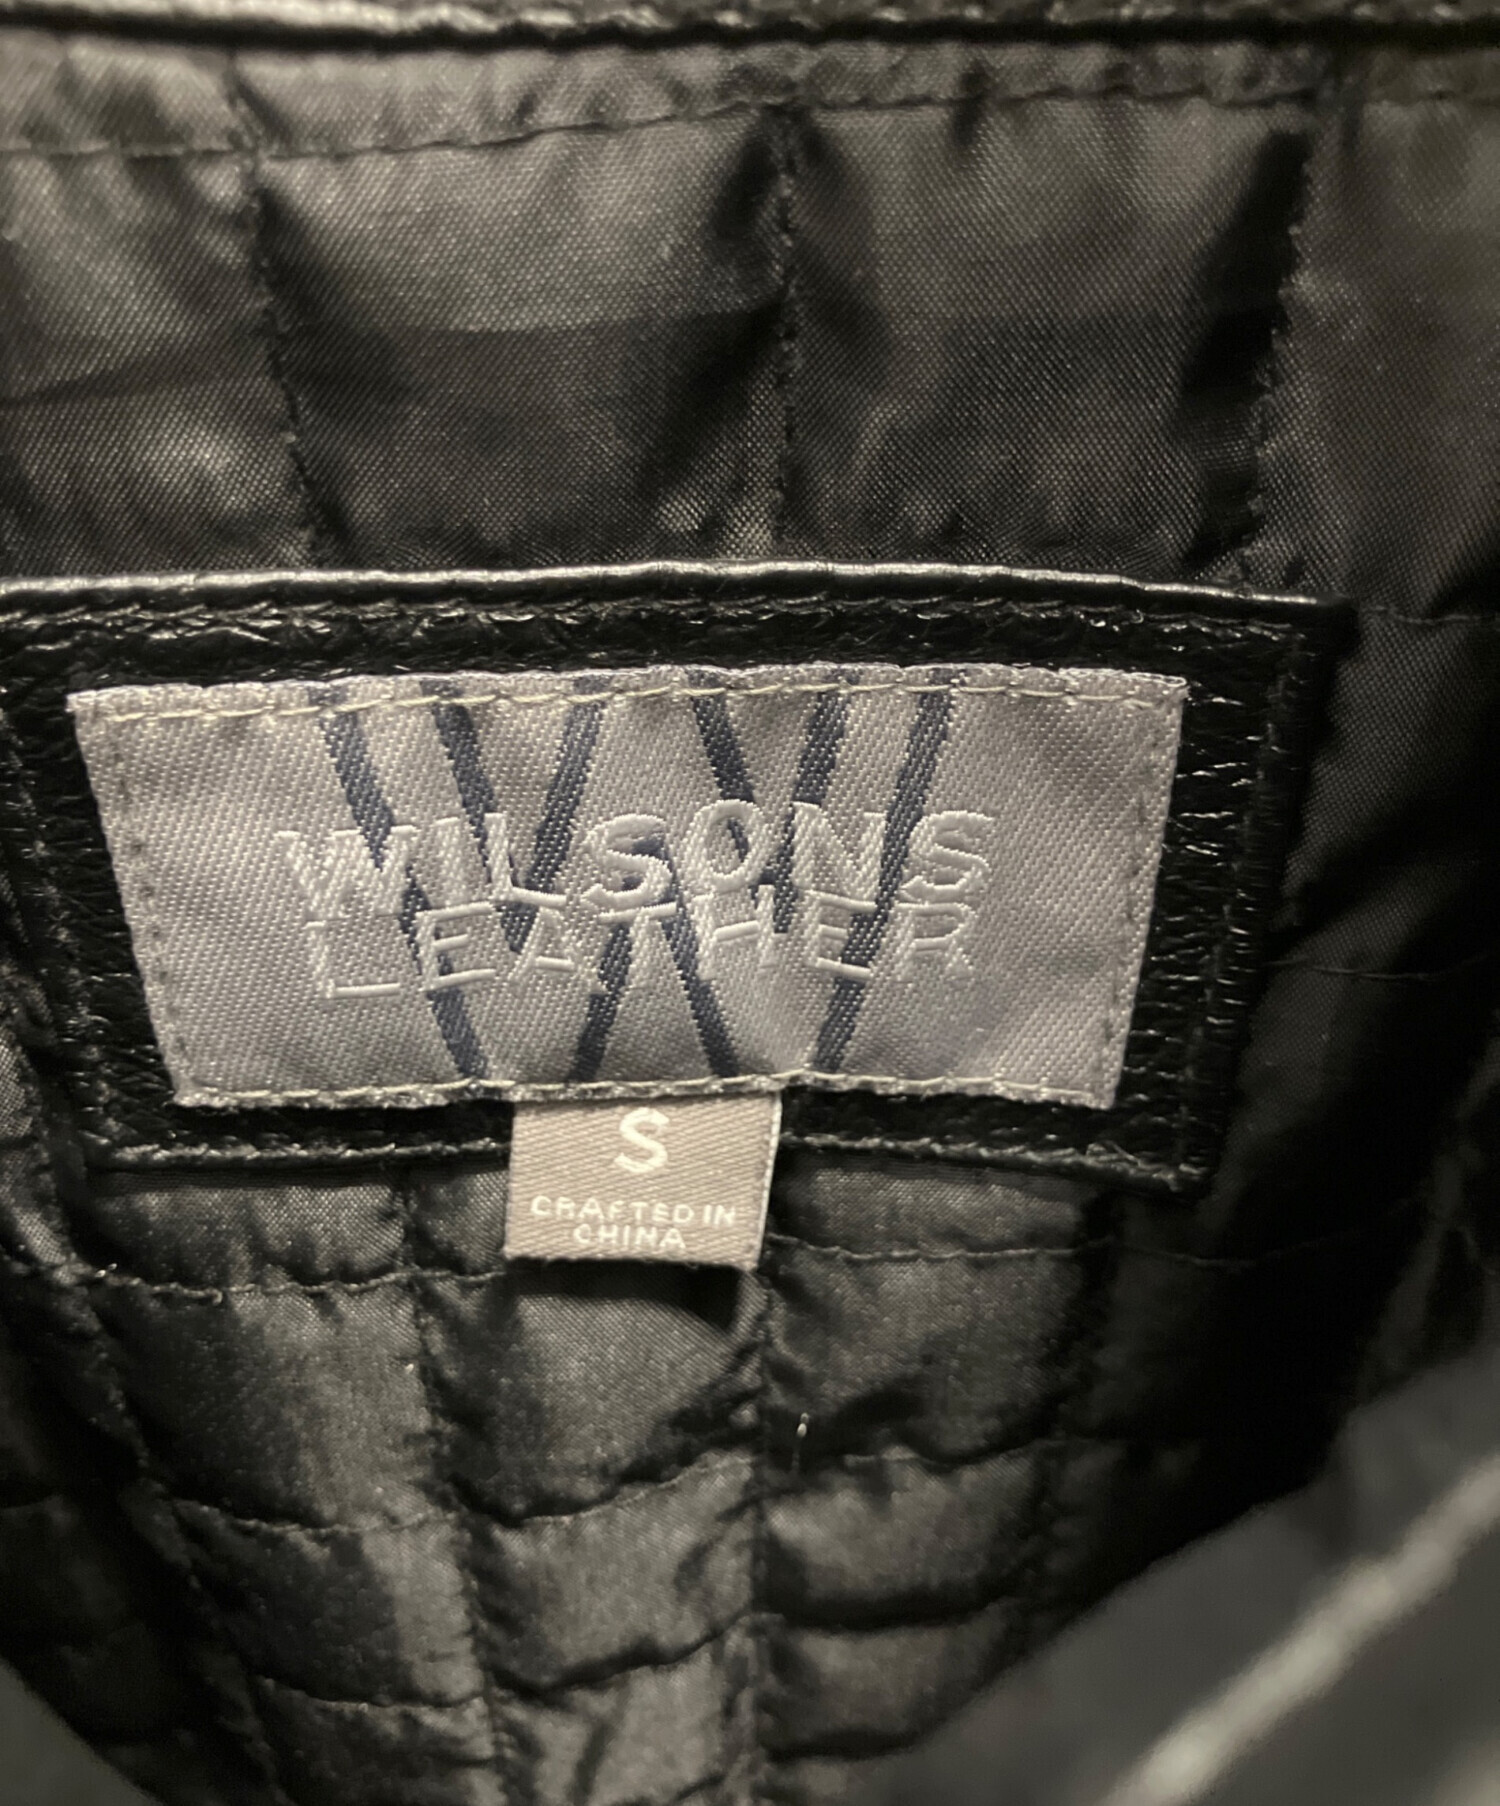 WILSONS
LEATHER
S
CRAFTED IN
CHINA